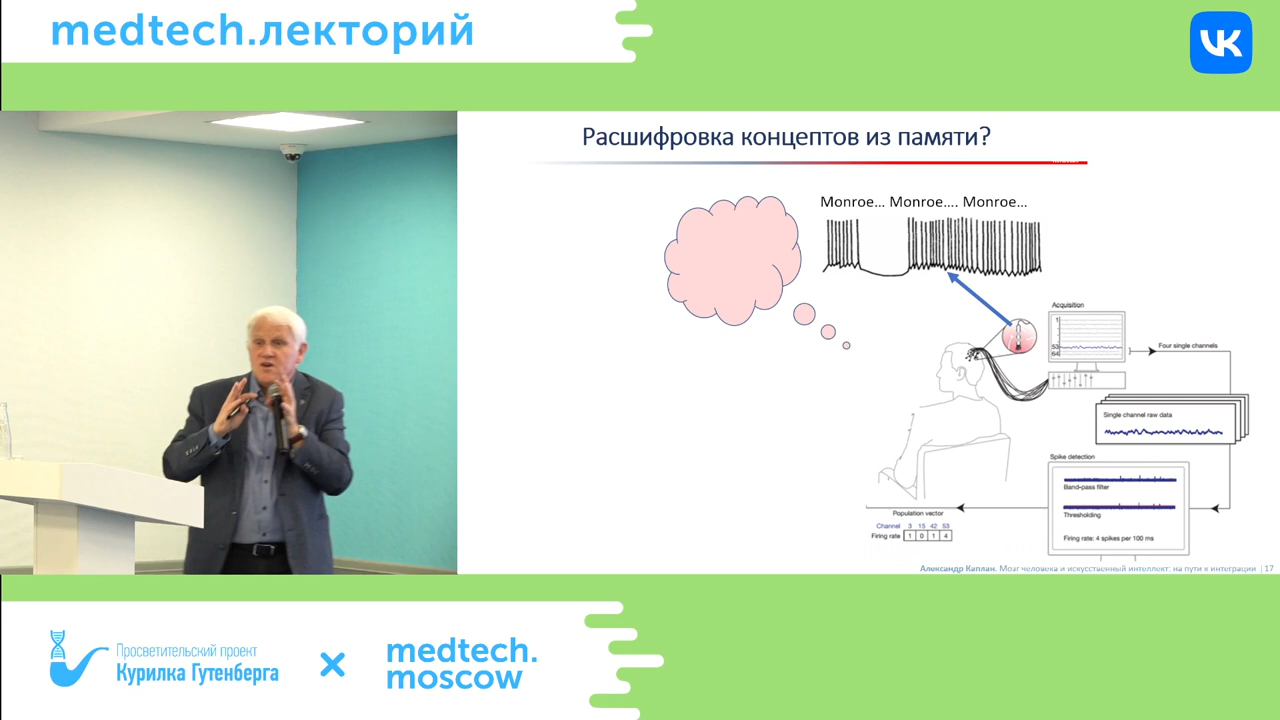 medtech.лекторий
Расшифровка концептов из памяти?
Monroe... Monroe.... Monroe...
Acquisition
1
53
64
Four single channels
Single channel raw data
Spike detection
Band-pass filter
Thresholding
Firing rate: 4 spikes per 100 ms
Population vector
Channel 3 15 42 53
Firing rate 1 0 1 4
Александр Каплан. Мозг человека и искусственный интеллект: на пути к интеграции | 17
Просветительский проект
Курилка Гутенберга
medtech.
moscow